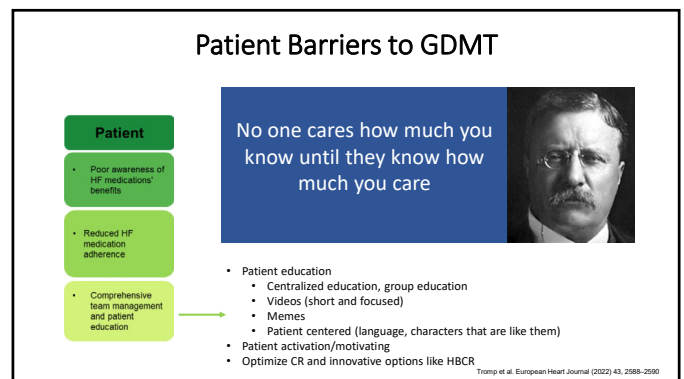 Patient Barriers to GDMT
Patient
• Poor awareness of
HF medications'
benefits
• Reduced HF
medication
adherence
• Comprehensive
team management
and patient
education
No one cares how much you
know until they know how
much you care
• Patient education
• Centralized education, group education
• Videos (short and focused)
• Memes
• Patient centered (language, characters that are like them)
• Patient activation/motivating
• Optimize CR and innovative options like HBCR
Tromp et al. European Heart Journal (2022) 43, 2588–2590